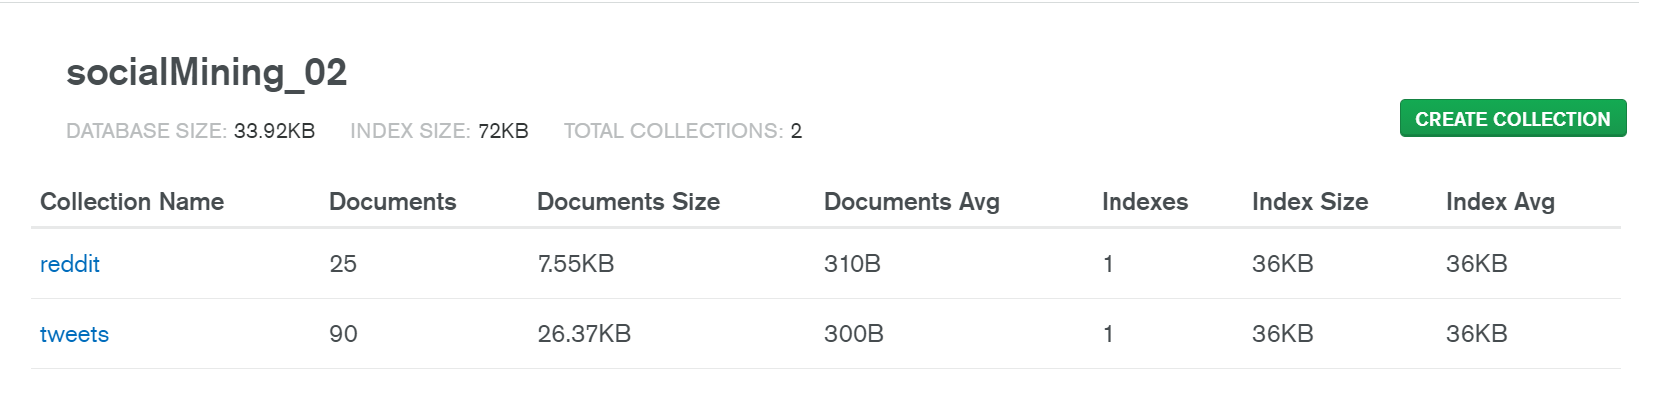 socialMining_02
DATABASE SIZE: 33.92KB INDEX SIZE: 72KB TOTAL COLLECTIONS: 2
CREATE COLLECTION
Collection Name Documents Documents Size Documents Avg Indexes Index Size Index Avg
reddit 25 7.55KB 310B 1 36KB 36KB
tweets 90 26.37KB 300B 1 36KB 36KB